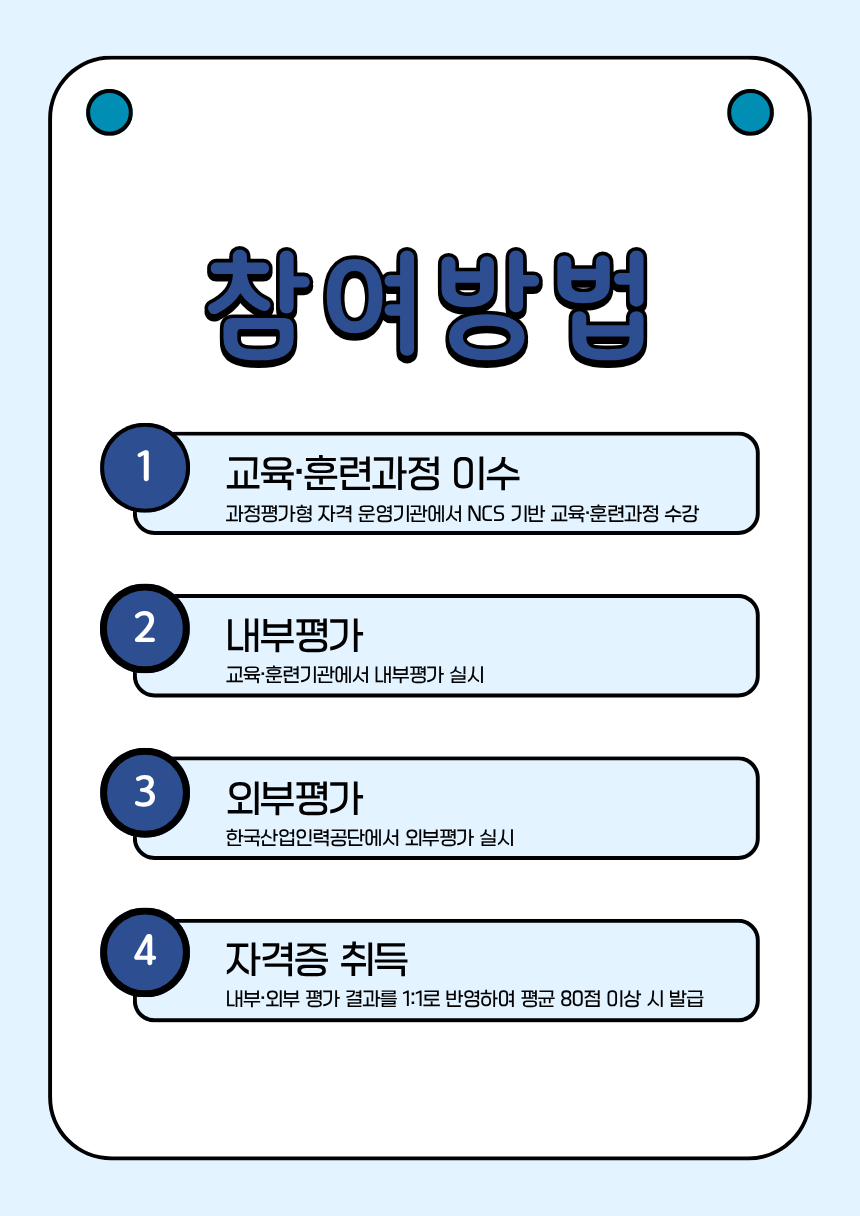 참여방법
1
교육·훈련과정 이수
과정평가형 자격 운영기관에서 NCS 기반 교육·훈련과정 수강
2
내부평가
교육·훈련기관에서 내부평가 실시
3
외부평가
한국산업인력공단에서 외부평가 실시
4
자격증 취득
내부·외부 평가 결과를 1:1로 반영하여 평균 80점 이상 시 발급